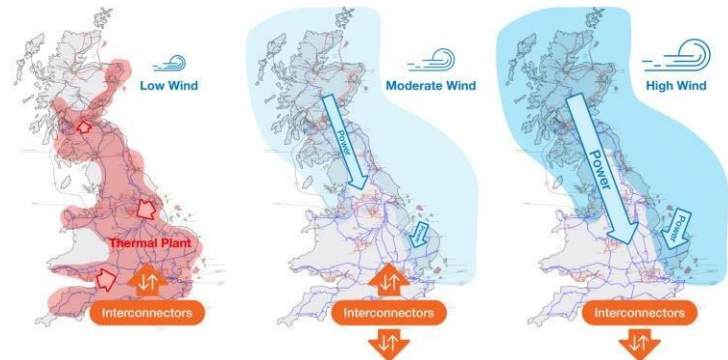 Low Wind
Thermal Plant
Interconnectors
Moderate Wind
Power
Power
Interconnectors
High Wind
Power
Power
Interconnectors